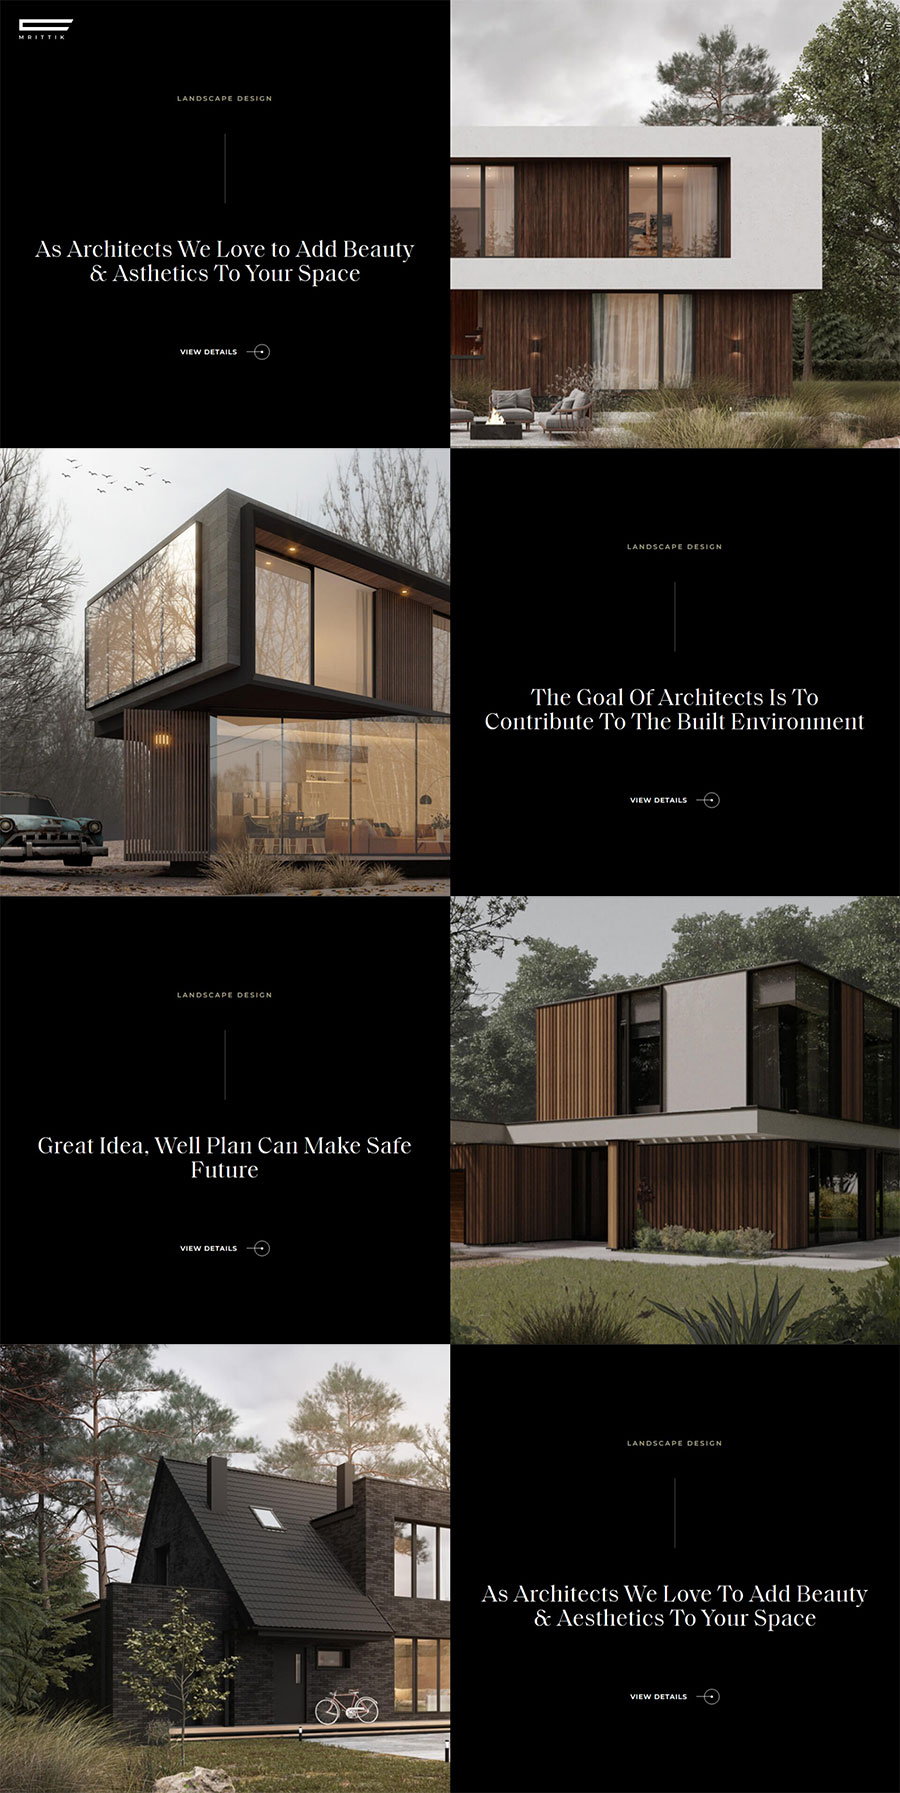 MRITTIK
LANDSCAPE DESIGN
As Architects We Love to Add Beauty
& Asthetics To Your Space
VIEW DETAILS
LANDSCAPE DESIGN
The Goal Of Architects Is To
Contribute To The Built Environment
VIEW DETAILS
LANDSCAPE DESIGN
Great Idea, Well Plan Can Make Safe
Future
VIEW DETAILS
LANDSCAPE DESIGN
As Architects We Love To Add Beauty
& Aesthetics To Your Space
VIEW DETAILS